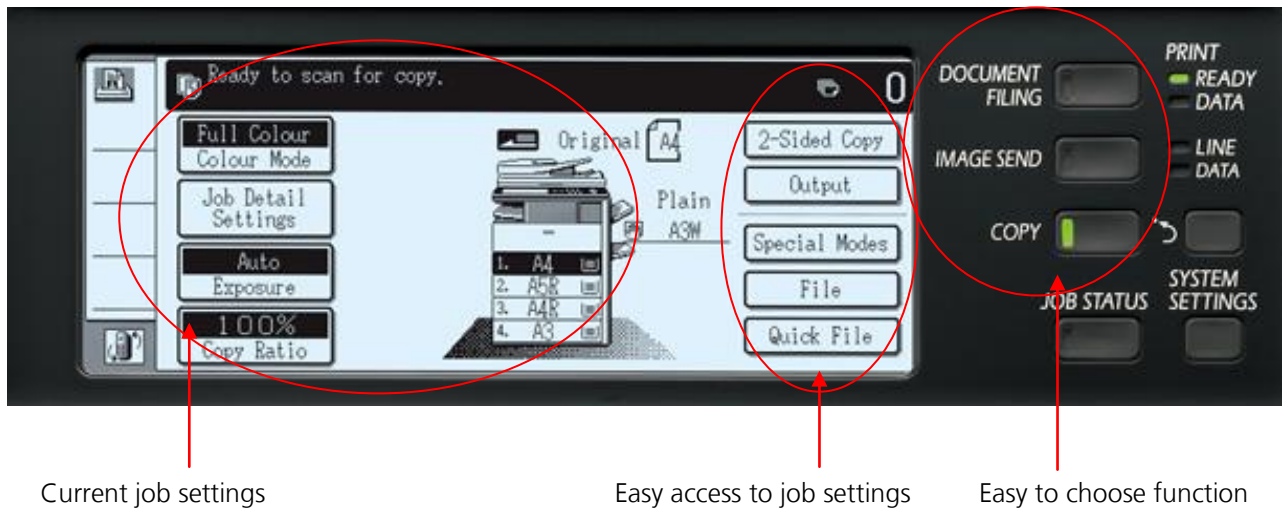 Ready to scan for copy.
0
Full Colour
Colour Mode
Job Detail
Settings
Auto
Exposure
100%
Copy Ratio
Original A4
Plain
A3W
1. A4
2. A5R
3. A4R
4. A3
2-Sided Copy
Output
Special Modes
File
Quick File
DOCUMENT
FILING
IMAGE SEND
COPY
JOB STATUS
PRINT
READY
DATA
LINE
DATA
SYSTEM
SETTINGS
Current job settings
Easy access to job settings
Easy to choose function